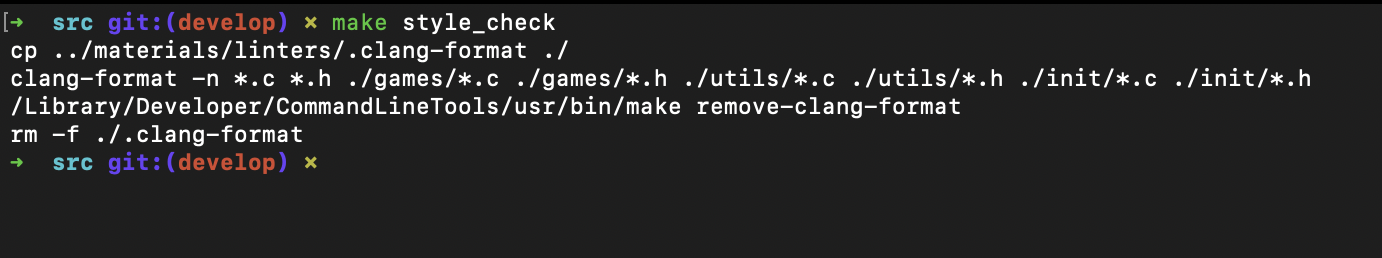 [➜  src git:(develop) ✗ make style_check
cp ../materials/linters/.clang-format ./
clang-format -n *.c *.h ./games/*.c ./games/*.h ./utils/*.c ./utils/*.h ./init/*.c ./init/*.h
/Library/Developer/CommandLineTools/usr/bin/make remove-clang-format
rm -f ./.clang-format
➜  src git:(develop) ✗